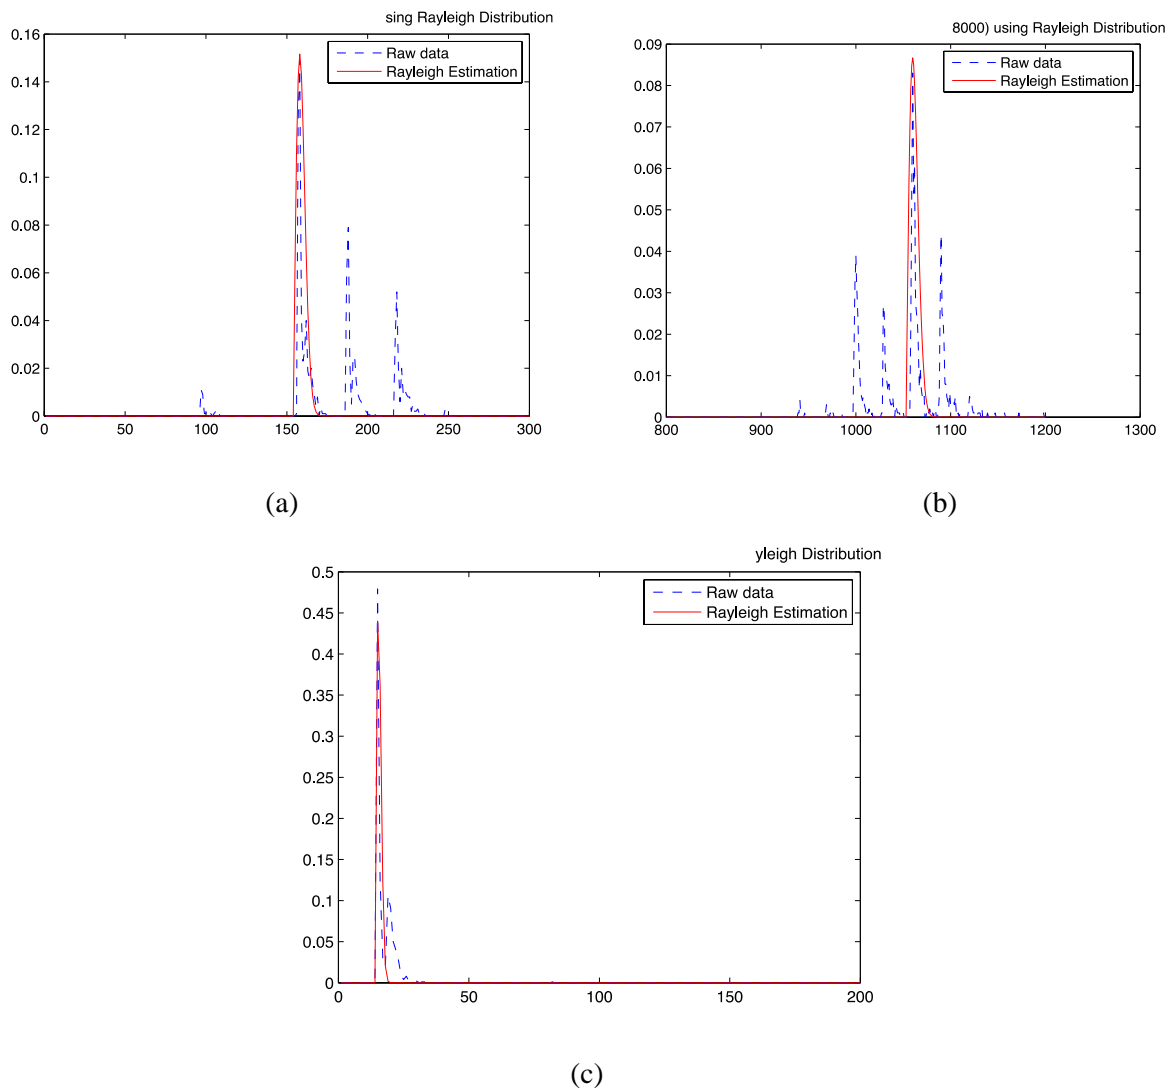 sing Rayleigh Distribution
0.16
0.14
0.12
0.1
0.08
0.06
0.04
0.02
0
Raw data
Rayleigh Estimation
0 50 100 150 200 250 300
(a)
8000) using Rayleigh Distribution
0.09
0.08
0.07
0.06
0.05
0.04
0.03
0.02
0.01
0
Raw data
Rayleigh Estimation
800 900 1000 1100 1200 1300
(b)
yleigh Distribution
0.5
0.45
0.4
0.35
0.3
0.25
0.2
0.15
0.1
0.05
0
Raw data
Rayleigh Estimation
0 50 100 150 200
(c)